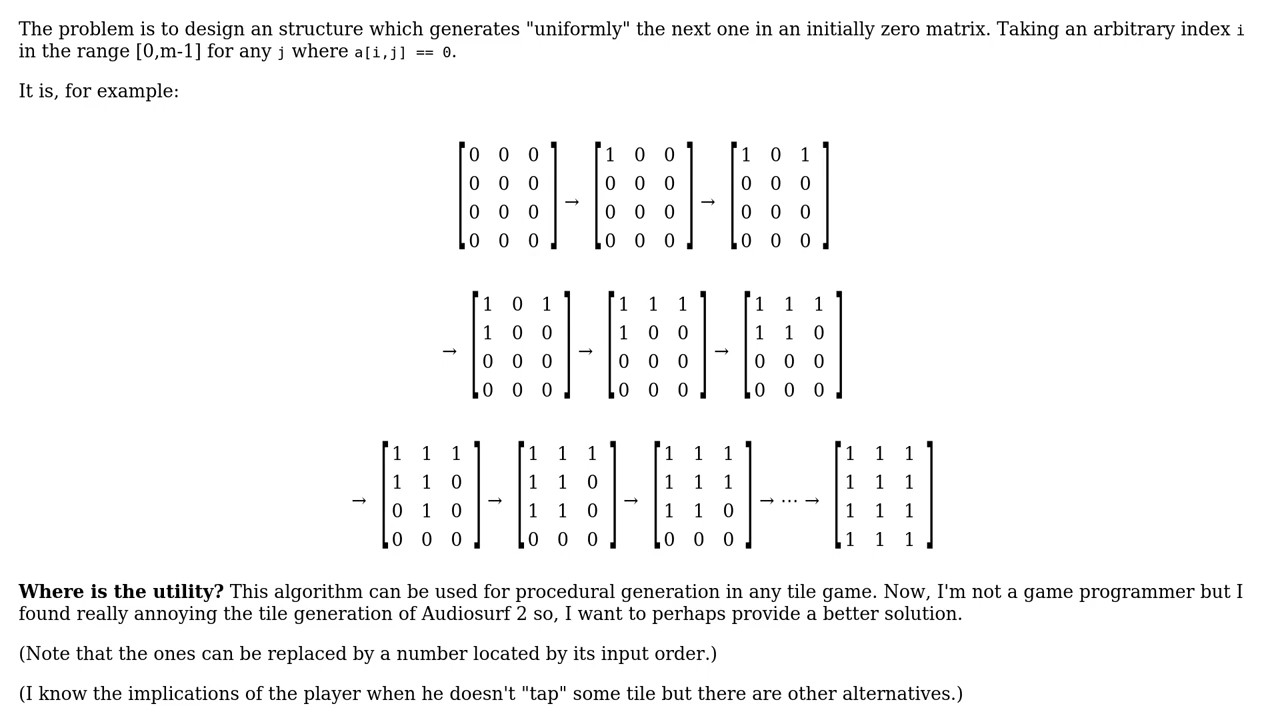 The problem is to design an structure which generates "uniformly" the next one in an initially zero matrix. Taking an arbitrary index i
in the range [0,m-1] for any j where a[i,j] == 0.
It is, for example:
0 0 0 1 0 0 1 0 1
0 0 0 0 0 0 0 0 0
→ →
0 0 0 0 0 0 0 0 0
0 0 0 0 0 0 0 0 0
1 0 1 1 1 1 1 1 1
1 0 0 1 0 0 1 1 0
→ → →
0 0 0 0 0 0 0 0 0
0 0 0 0 0 0 0 0 0
1 1 1 1 1 1 1 1 1 1 1 1
1 1 0 1 1 0 1 1 1 1 1 1
→ → → → ⋯ →
0 1 0 1 1 0 1 1 0 1 1 1
0 0 0 0 0 0 0 0 0 1 1 1
Where is the utility? This algorithm can be used for procedural generation in any tile game. Now, I'm not a game programmer but I
found really annoying the tile generation of Audiosurf 2 so, I want to perhaps provide a better solution.
(Note that the ones can be replaced by a number located by its input order.)
(I know the implications of the player when he doesn't "tap" some tile but there are other alternatives.)